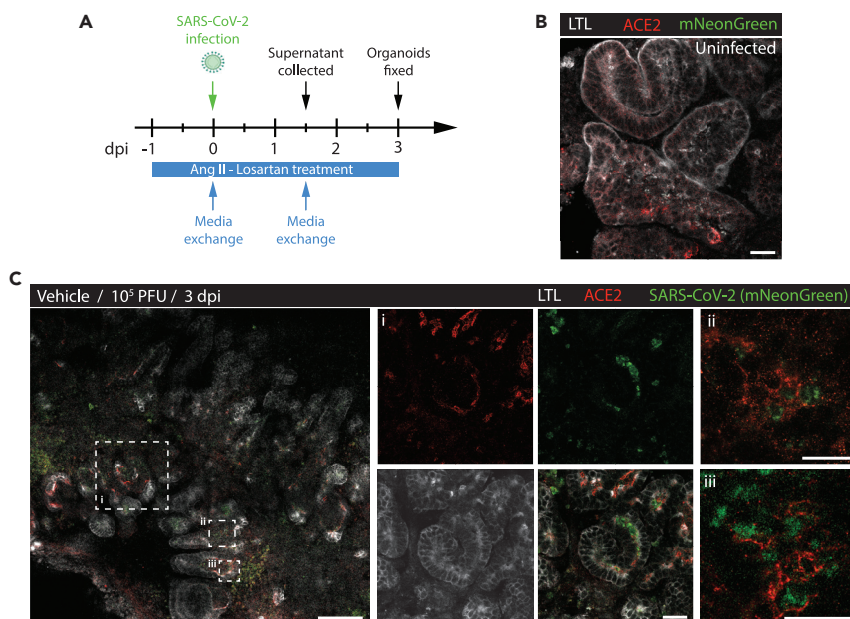 A
SARS-CoV-2
infection
Supernatant
collected
Organoids
fixed
dpi -1 0 1 2 3
Ang II - Losartan treatment
Media
exchange
Media
exchange
B
LTL ACE2 mNeonGreen
Uninfected
C
Vehicle / 10⁵ PFU / 3 dpi LTL ACE2 SARS-CoV-2 (mNeonGreen)
i
ii
iii
i
ii
iii